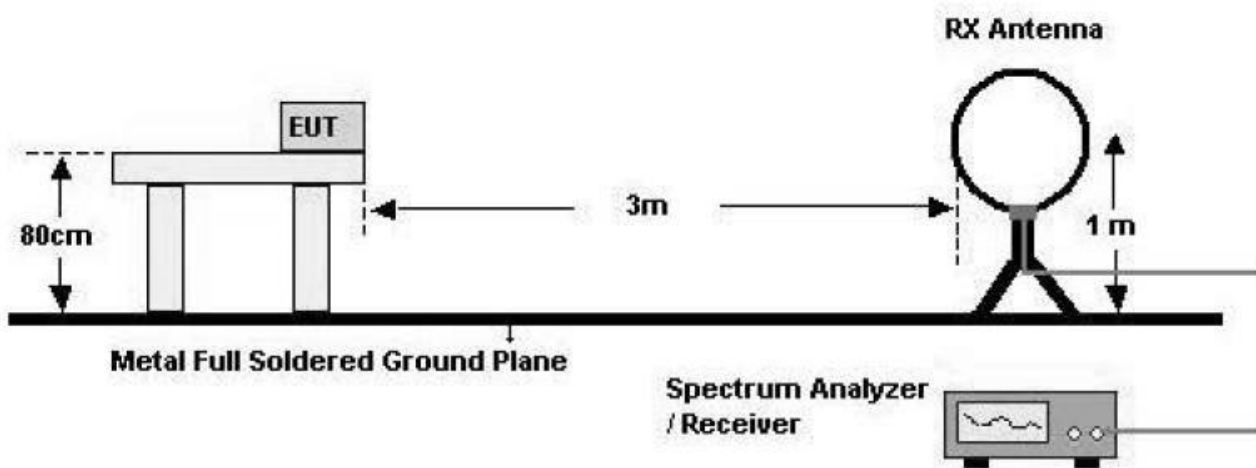 RX Antenna
EUT
3m
80cm
1 m
Metal Full Soldered Ground Plane
Spectrum Analyzer
/ Receiver